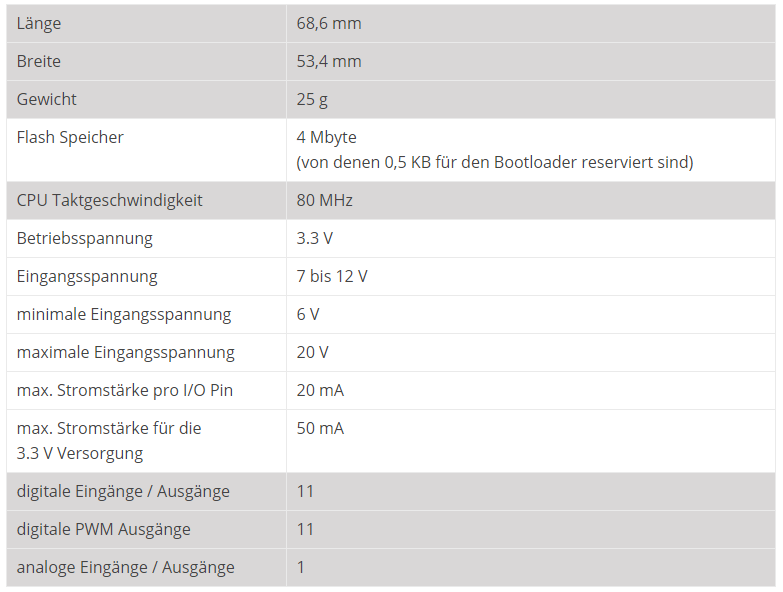 Länge 68,6 mm
Breite 53,4 mm
Gewicht 25 g
Flash Speicher 4 Mbyte
(von denen 0,5 KB für den Bootloader reserviert sind)
CPU Taktgeschwindigkeit 80 MHz
Betriebsspannung 3.3 V
Eingangsspannung 7 bis 12 V
minimale Eingangsspannung 6 V
maximale Eingangsspannung 20 V
max. Stromstärke pro I/O Pin 20 mA
max. Stromstärke für die 50 mA
3.3 V Versorgung
digitale Eingänge / Ausgänge 11
digitale PWM Ausgänge 11
analoge Eingänge / Ausgänge 1